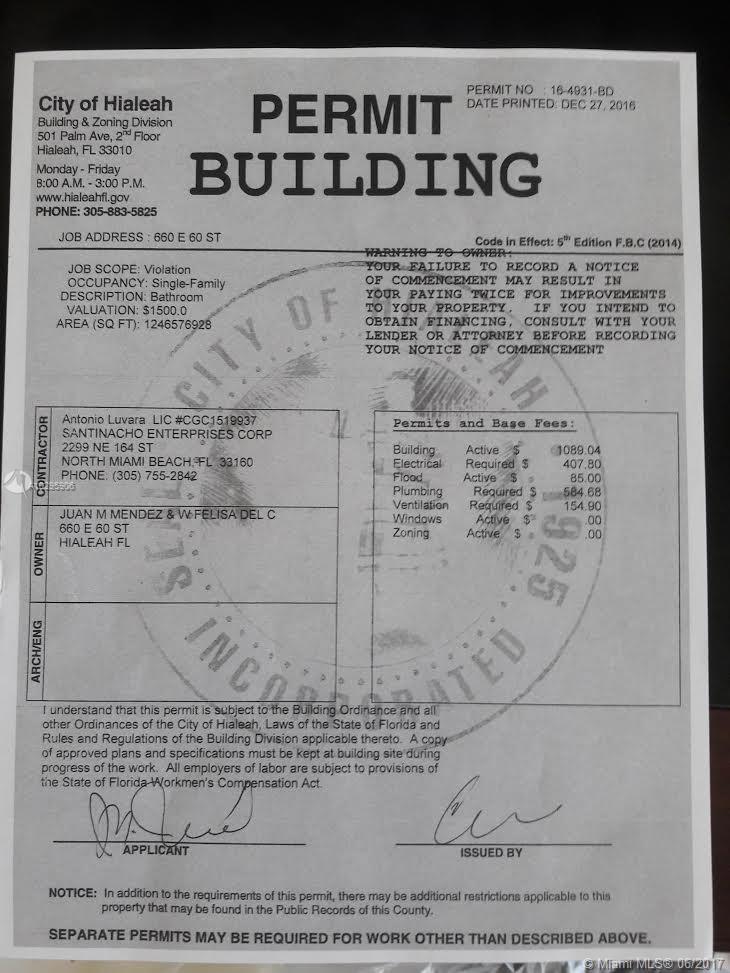 City of Hialeah
Building & Zoning Division
501 Palm Ave, 2nd Floor
Hialeah, FL 33010
Monday - Friday
8:00 A.M. - 3:00 P.M.
www.hialeahfl.gov
PHONE: 305-883-5825
PERMIT
BUILDING
PERMIT NO : 16-4931-BD
DATE PRINTED: DEC 27, 2016
JOB ADDRESS : 660 E 60 ST
Code in Effect: 5th Edition F.B.C (2014)
JOB SCOPE: Violation
OCCUPANCY: Single-Family
DESCRIPTION: Bathroom
VALUATION: $1500.0
AREA (SQ FT): 1246576928
WARNING TO OWNER:
YOUR FAILURE TO RECORD A NOTICE
OF COMMENCEMENT MAY RESULT IN
YOUR PAYING TWICE FOR IMPROVEMENTS
TO YOUR PROPERTY. IF YOU INTEND TO
OBTAIN FINANCING, CONSULT WITH YOUR
LENDER OR ATTORNEY BEFORE RECORDING
YOUR NOTICE OF COMMENCEMENT
CONTRACTOR
Antonio Luvara LIC #CGC1519937
SANTINACHO ENTERPRISES CORP
2299 NE 164 ST
NORTH MIAMI BEACH, FL 33160
PHONE: (305) 755-2842
OWNER
JUAN M MENDEZ & W FELISA DEL C
660 E 60 ST
HIALEAH FL
ARCH/ENG
Permits and Base Fees:
Building Active $ 1089.04
Electrical Required $ 407.80
Flood Active $ 85.00
Plumbing Required $ 584.68
Ventilation Required $ 154.90
Windows Active $ .00
Zoning Active $ .00
CITY OF HIALEAH
INCORPORATED
1925
I understand that this permit is subject to the Building Ordinance and all
other Ordinances of the City of Hialeah, Laws of the State of Florida and
Rules and Regulations of the Building Division applicable thereto. A copy
of approved plans and specifications must be kept at building site during
progress of the work. All employers of labor are subject to provisions of
the State of Florida Workmen's Compensation Act.
APPLICANT
ISSUED BY
NOTICE: In addition to the requirements of this permit, there may be additional restrictions applicable to this
property that may be found in the Public Records of this County.
SEPARATE PERMITS MAY BE REQUIRED FOR WORK OTHER THAN DESCRIBED ABOVE.
© Miami MLS® 06/2017